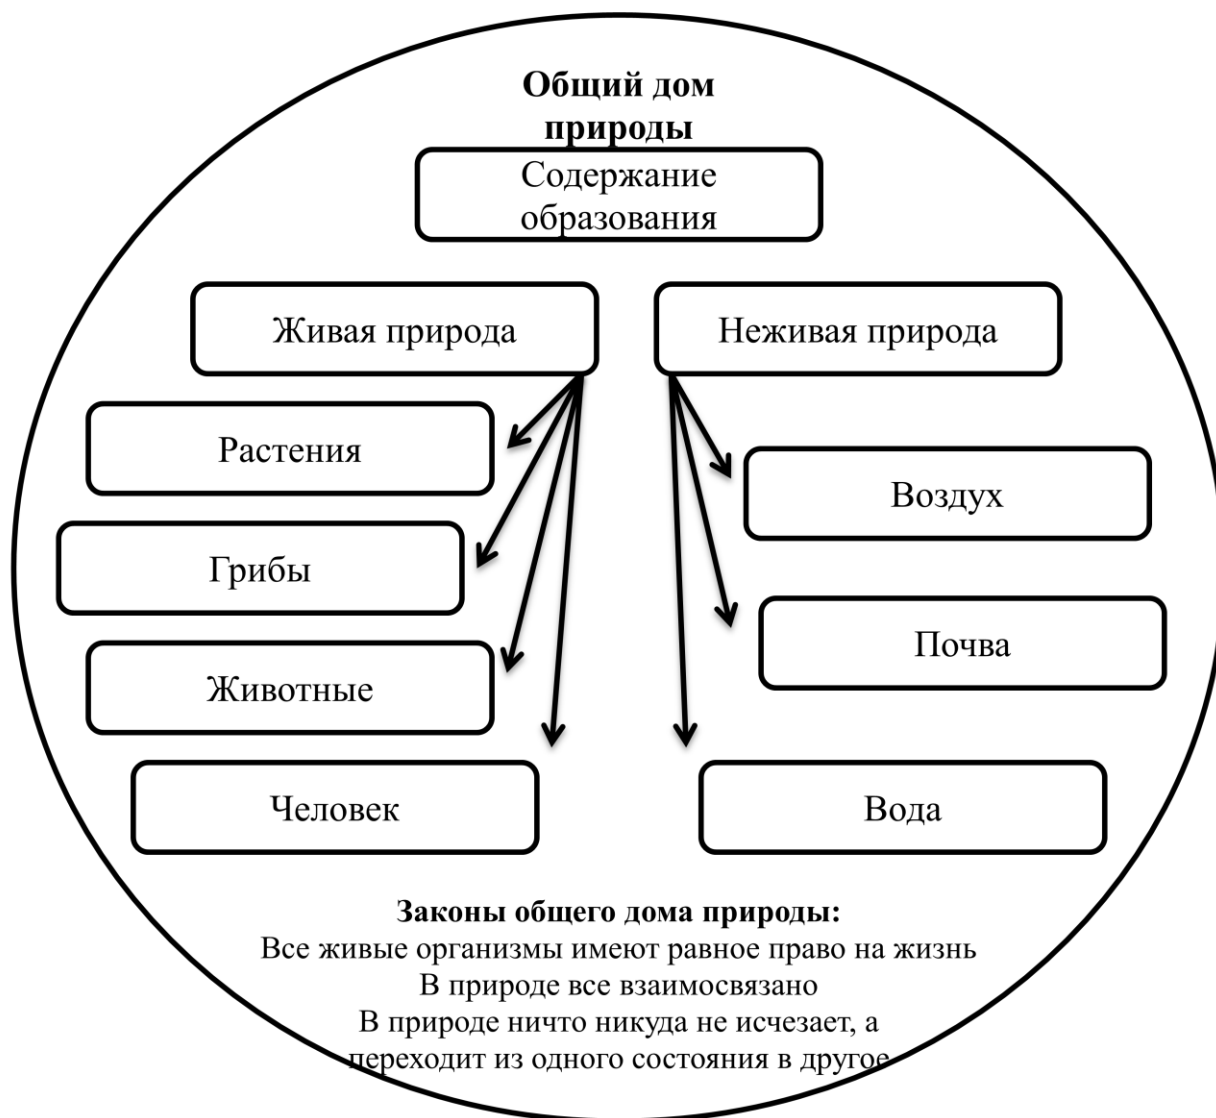 Общий дом
природы
Содержание
образования
Живая природа
Неживая природа
Растения
Грибы
Животные
Человек
Воздух
Почва
Вода
Законы общего дома природы:
Все живые организмы имеют равное право на жизнь
В природе все взаимосвязано
В природе ничто никуда не исчезает, а
переходит из одного состояния в другое